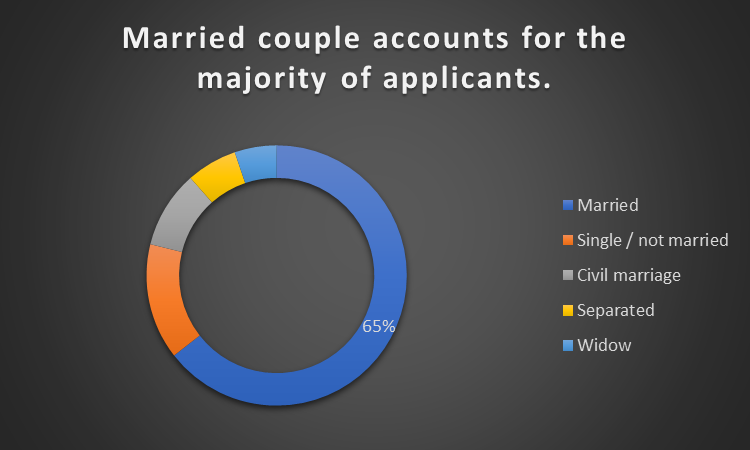 Married couple accounts for the
majority of applicants.
65%
Married
Single / not married
Civil marriage
Separated
Widow